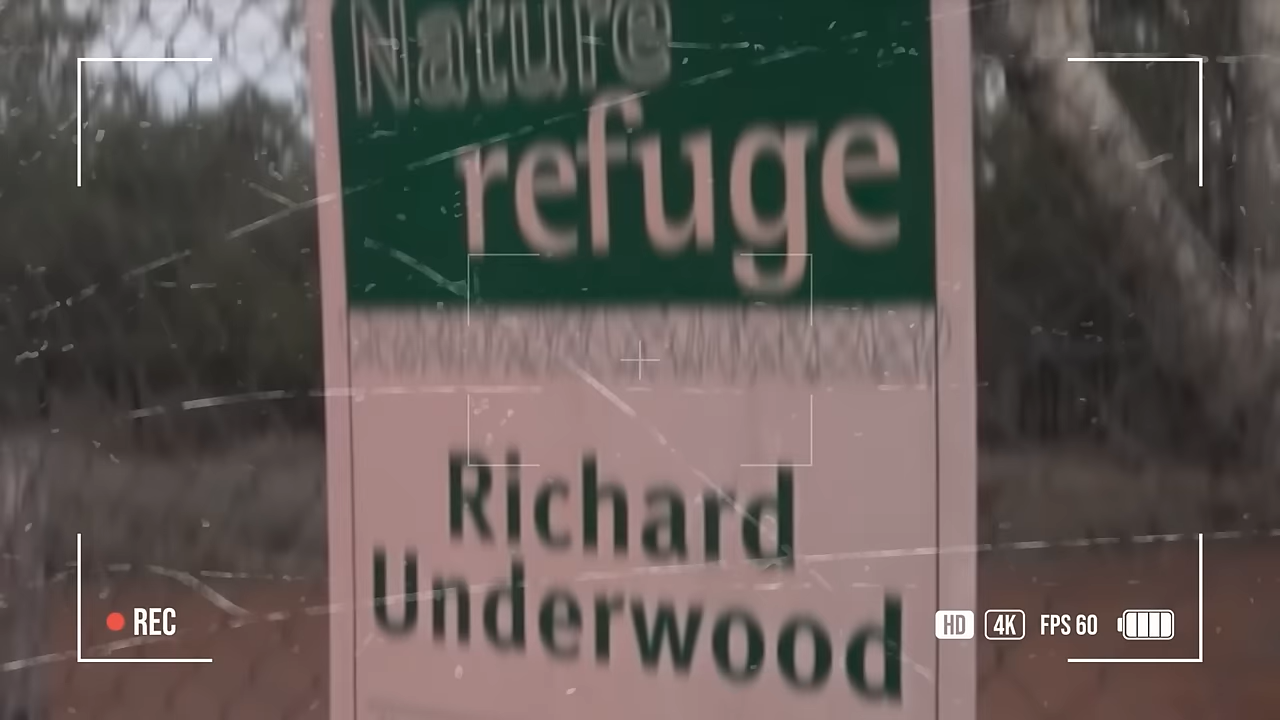 Nature
refuge
Richard
Underwood
REC
HD 4K FPS 60